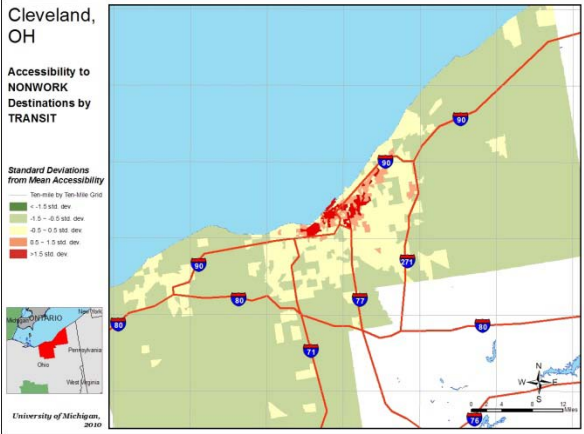 Cleveland,
OH
Accessibility to
NONWORK
Destinations by
TRANSIT
Standard Deviations
from Mean Accessibility
Ten-mile by Ten-Mile Grid
< -1.5 std. dev.
-1.5 - -0.5 std. dev.
-0.5 - 0.5 std. dev.
0.5 - 1.5 std. dev.
>1.5 std. dev.
Michigan
ONTARIO
New York
Pennsylvania
Ohio
West Virginia
University of Michigan,
2010
90
90
90
271
80
77
80
80
71
76
N
W E
S
0 2 4 8 12
Miles